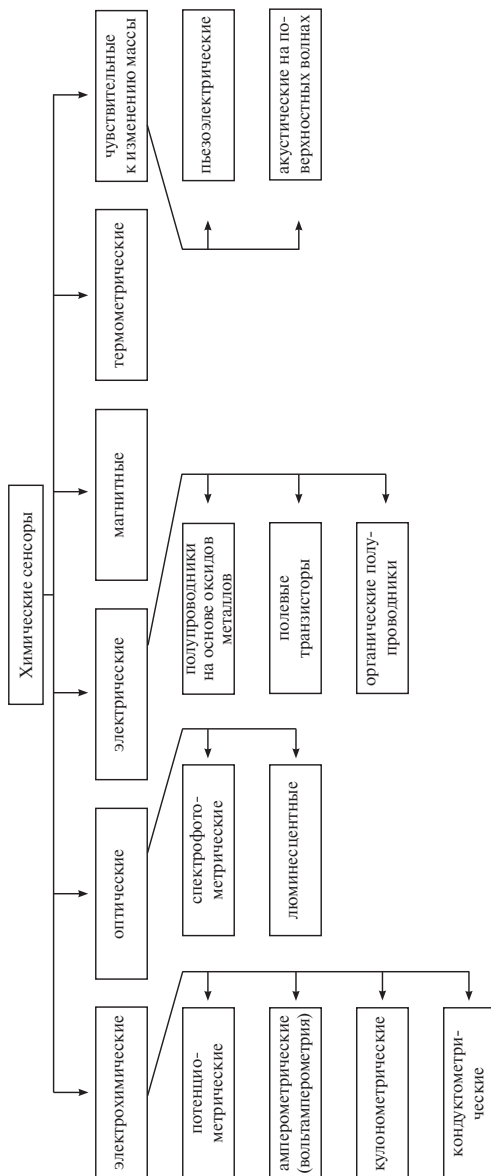 Химические сенсоры
электрохимические
оптические
электрические
магнитные
термометрические
чувствительные
к изменению массы
потенцио-
метрические
амперометрические
(вольтамперометрия)
кулонометрические
кондуктометри-
ческие
спектрофото-
метрические
люминесцентные
полупроводники
на основе оксидов
металлов
полевые
транзисторы
органические полу-
проводники
пьезоэлектрические
акустические на по-
верхностных волнах